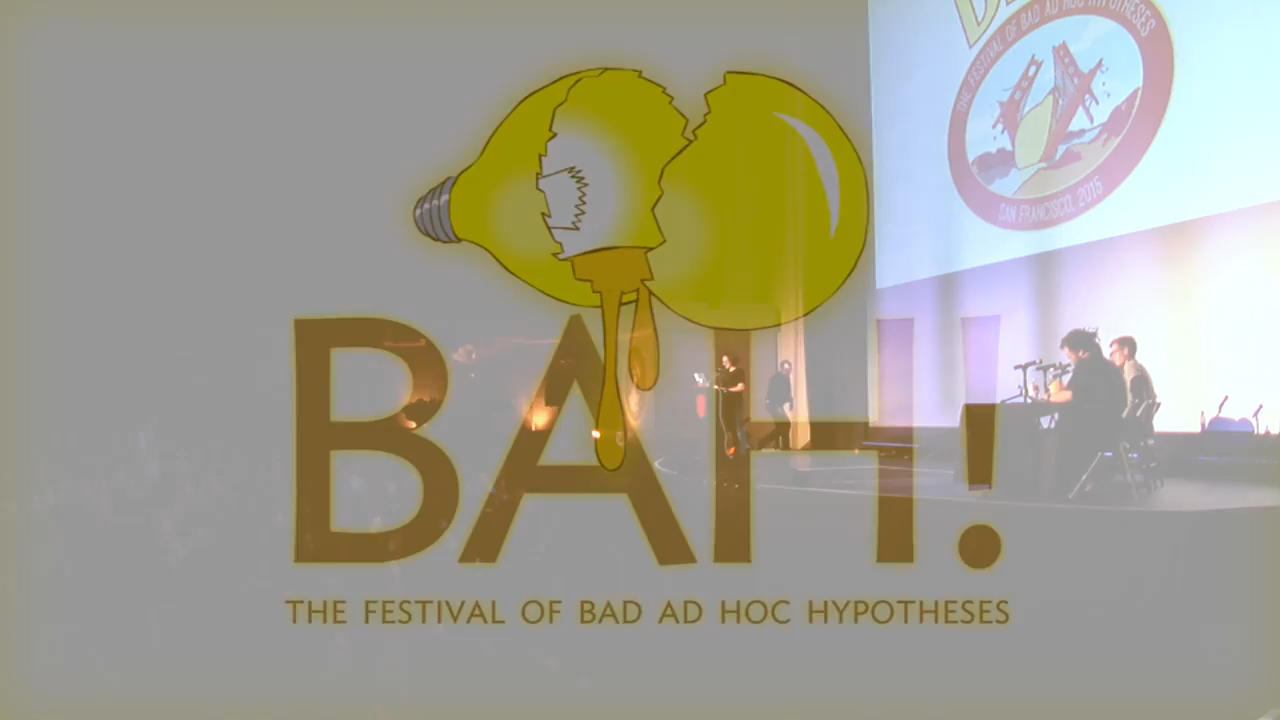 BAH!
THE FESTIVAL OF BAD AD HOC HYPOTHESES
THE FESTIVAL OF BAD AD HOC HYPOTHESES
SAN FRANCISCO, 2015